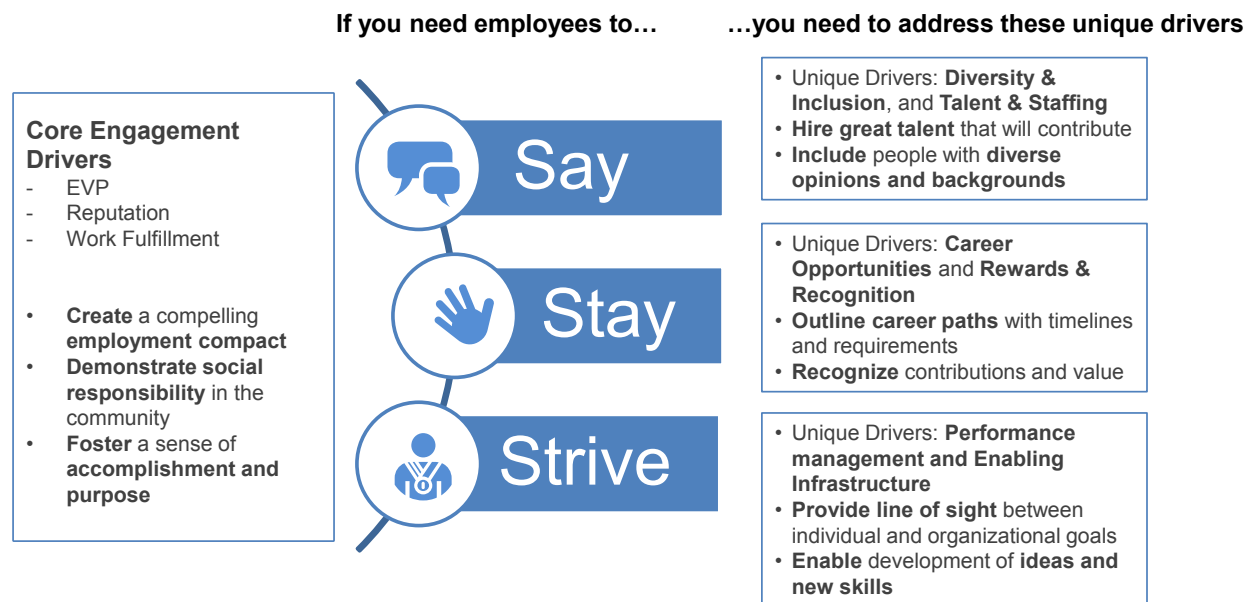 If you need employees to…
…you need to address these unique drivers
Core Engagement
Drivers
- EVP
- Reputation
- Work Fulfillment
• Create a compelling
employment compact
• Demonstrate social
responsibility in the
community
• Foster a sense of
accomplishment and
purpose
Say
• Unique Drivers: Diversity &
Inclusion, and Talent & Staffing
• Hire great talent that will contribute
• Include people with diverse
opinions and backgrounds
Stay
• Unique Drivers: Career
Opportunities and Rewards &
Recognition
• Outline career paths with timelines
and requirements
• Recognize contributions and value
Strive
• Unique Drivers: Performance
management and Enabling
Infrastructure
• Provide line of sight between
individual and organizational goals
• Enable development of ideas and
new skills